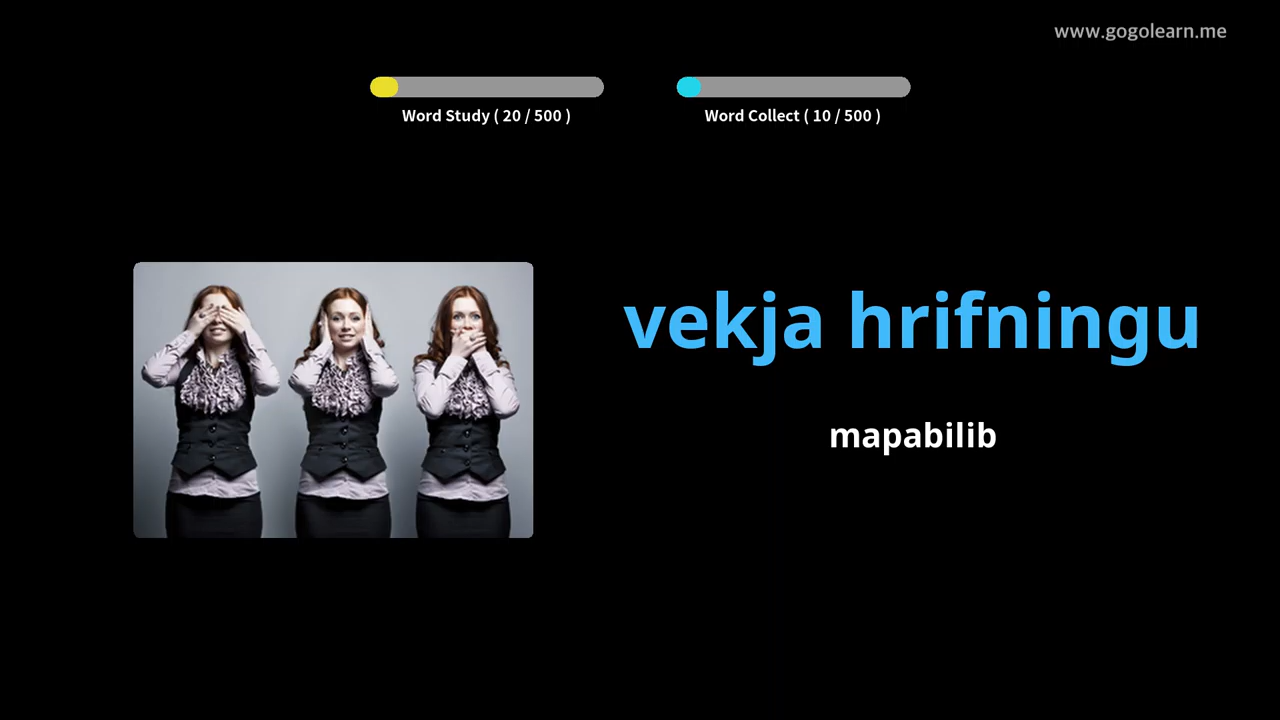 www.gogolearn.me
Word Study ( 20 / 500 )
Word Collect ( 10 / 500 )
vekja hrifningu
mapabilib